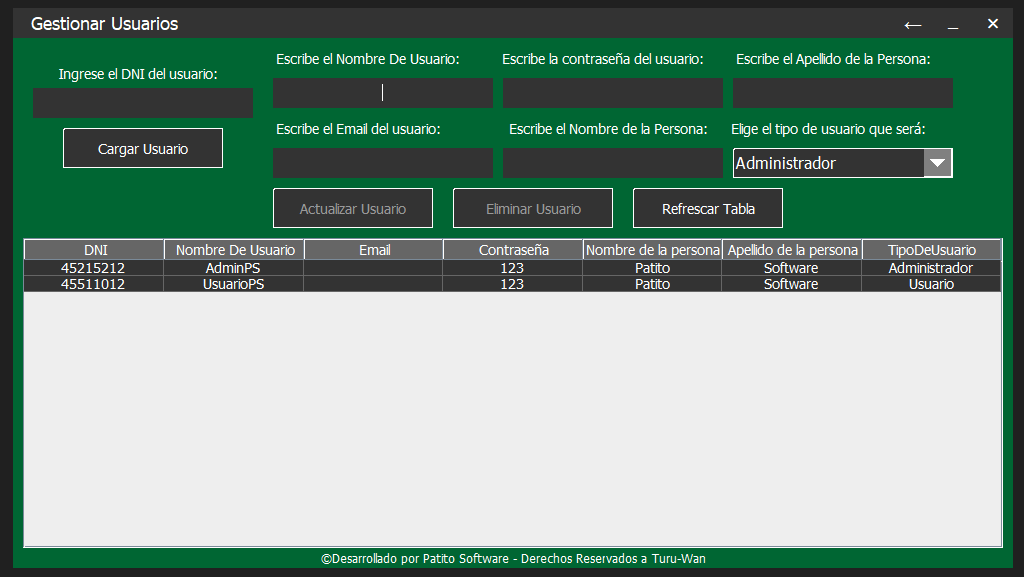 Gestionar Usuarios
Ingrese el DNI del usuario:
Cargar Usuario
Escribe el Nombre De Usuario: Escribe la contraseña del usuario: Escribe el Apellido de la Persona:
Escribe el Email del usuario: Escribe el Nombre de la Persona: Elige el tipo de usuario que será:
Administrador
Actualizar Usuario Eliminar Usuario Refrescar Tabla
DNI Nombre De Usuario Email Contraseña Nombre de la persona Apellido de la persona TipoDeUsuario
45215212 AdminPS 123 Patito Software Administrador
45511012 UsuarioPS 123 Patito Software Usuario
©Desarrollado por Patito Software - Derechos Reservados a Turu-Wan